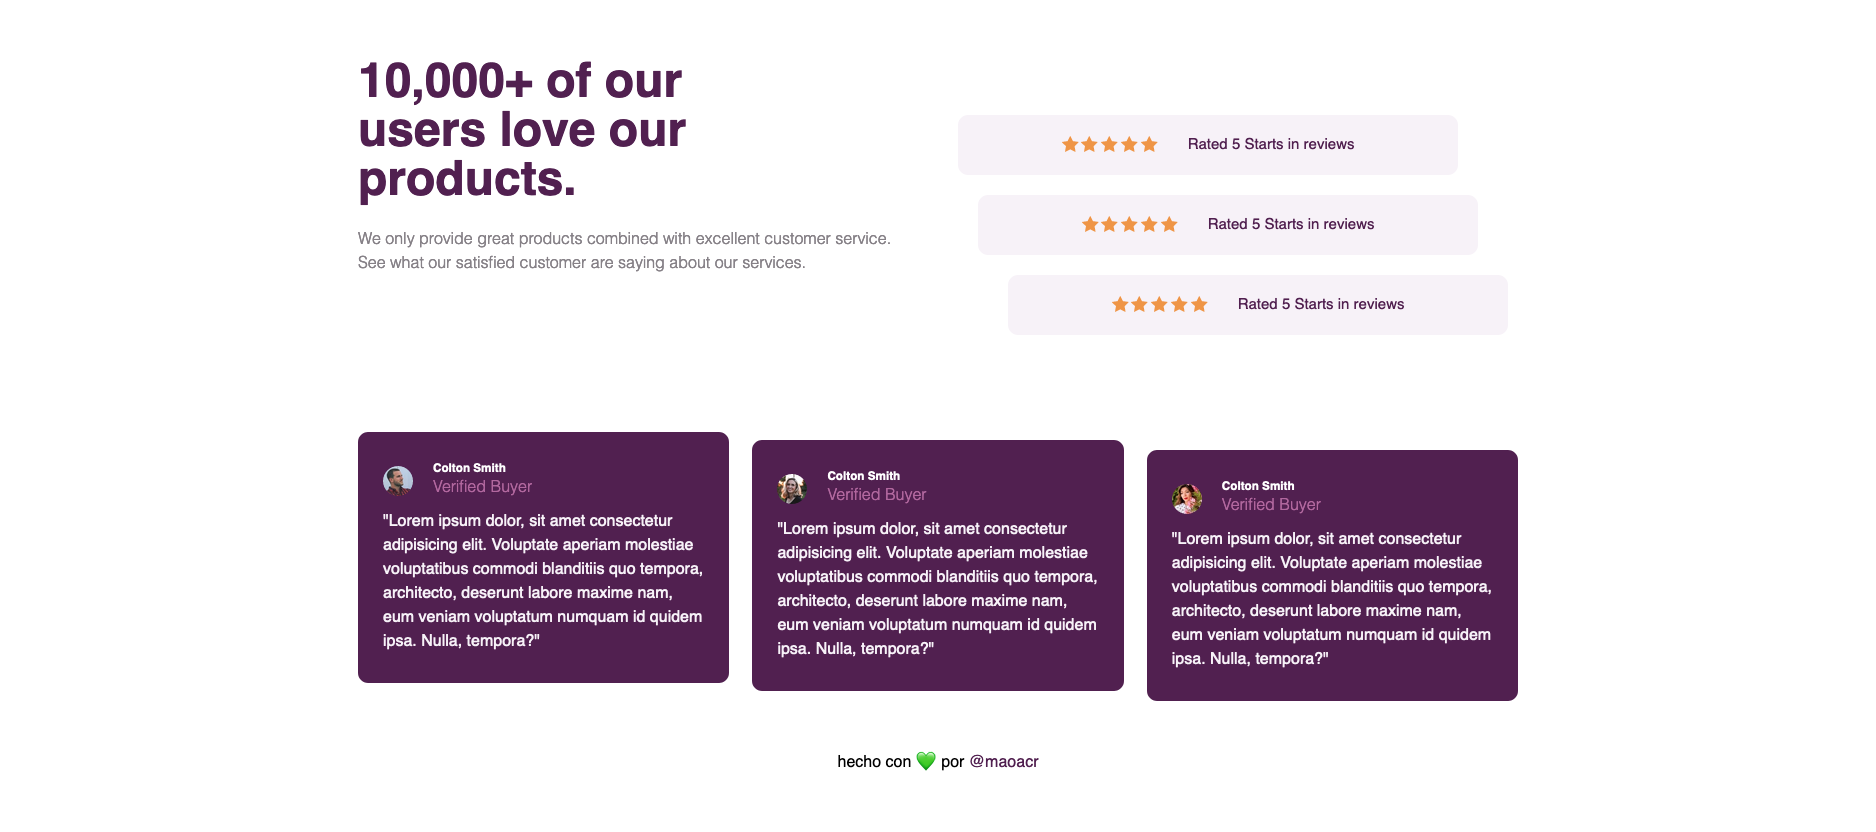 10,000+ of our
users love our
products.
We only provide great products combined with excellent customer service.
See what our satisfied customer are saying about our services.
Rated 5 Starts in reviews
Rated 5 Starts in reviews
Rated 5 Starts in reviews
Colton Smith
Verified Buyer
"Lorem ipsum dolor, sit amet consectetur
adipisicing elit. Voluptate aperiam molestiae
voluptatibus commodi blanditiis quo tempora,
architecto, deserunt labore maxime nam,
eum veniam voluptatum numquam id quidem
ipsa. Nulla, tempora?"
Colton Smith
Verified Buyer
"Lorem ipsum dolor, sit amet consectetur
adipisicing elit. Voluptate aperiam molestiae
voluptatibus commodi blanditiis quo tempora,
architecto, deserunt labore maxime nam,
eum veniam voluptatum numquam id quidem
ipsa. Nulla, tempora?"
Colton Smith
Verified Buyer
"Lorem ipsum dolor, sit amet consectetur
adipisicing elit. Voluptate aperiam molestiae
voluptatibus commodi blanditiis quo tempora,
architecto, deserunt labore maxime nam,
eum veniam voluptatum numquam id quidem
ipsa. Nulla, tempora?"
hecho con 💚 por @maoacr